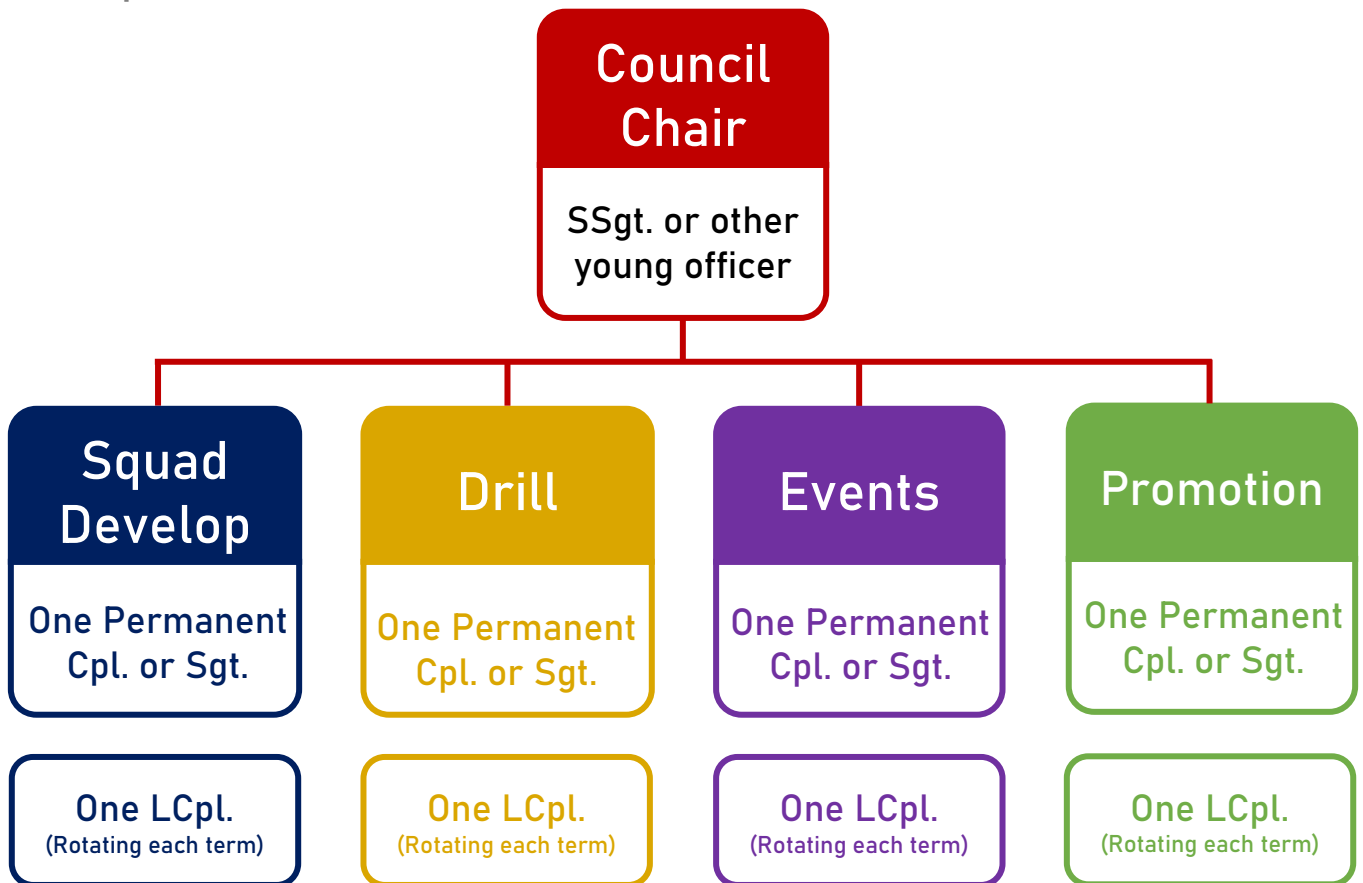 Council
Chair
SSgt. or other
young officer
Squad
Develop
One Permanent
Cpl. or Sgt.
One LCpl.
(Rotating each term)
Drill
One Permanent
Cpl. or Sgt.
One LCpl.
(Rotating each term)
Events
One Permanent
Cpl. or Sgt.
One LCpl.
(Rotating each term)
Promotion
One Permanent
Cpl. or Sgt.
One LCpl.
(Rotating each term)